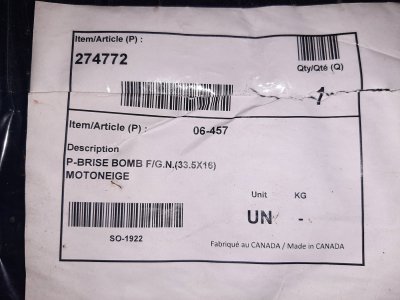 Item/Article (P) :
274772
Qty/Qté (Q)
1
Item/Article (P) : 06-457
Description
P-BRISE BOMB F/G.N.(33.5X16)
MOTONEIGE
Unit KG
UN -
SO-1922
Fabriqué au CANADA / Made in CANADA